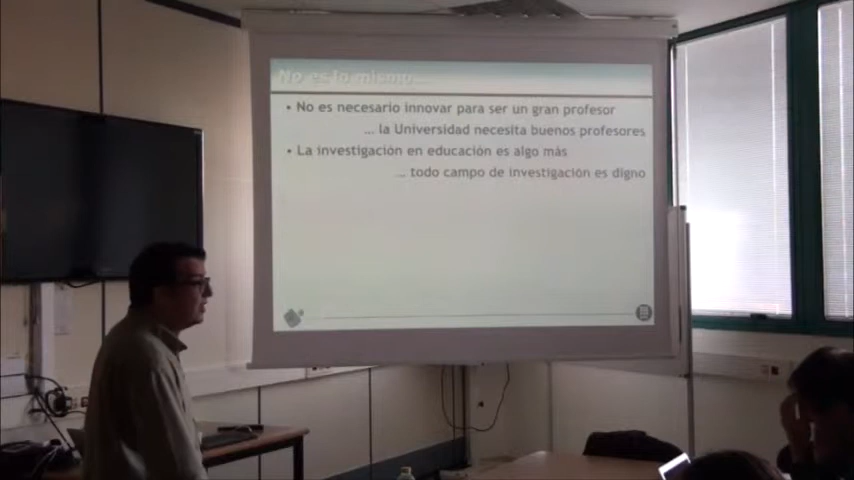 No es lo mismo...
• No es necesario innovar para ser un gran profesor
... la Universidad necesita buenos profesores
• La investigación en educación es algo más
... todo campo de investigación es digno